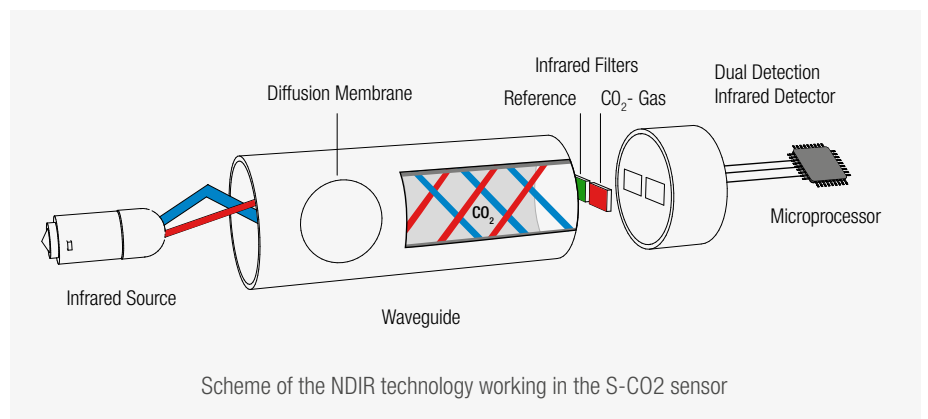 Infrared Filters
Reference
CO₂- Gas
Dual Detection
Infrared Detector
Diffusion Membrane
CO₂
Microprocessor
Infrared Source
Waveguide
Scheme of the NDIR technology working in the S-CO2 sensor